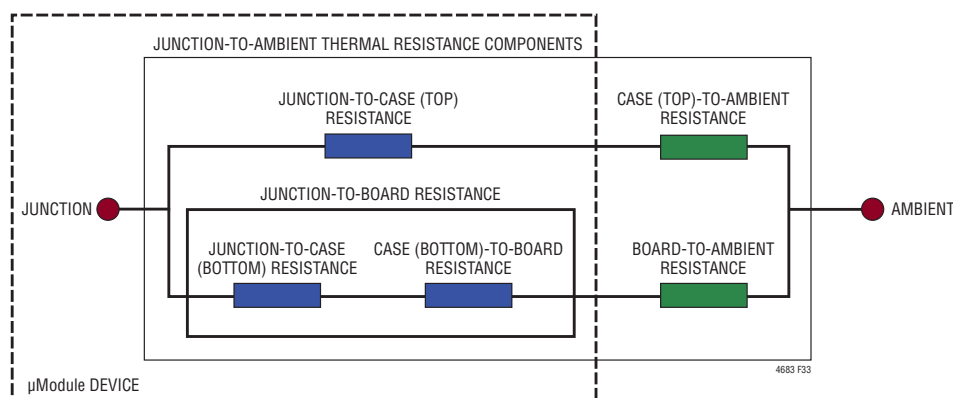 JUNCTION-TO-AMBIENT THERMAL RESISTANCE COMPONENTS
JUNCTION-TO-CASE (TOP)
RESISTANCE
CASE (TOP)-TO-AMBIENT
RESISTANCE
JUNCTION-TO-BOARD RESISTANCE
JUNCTION
AMBIENT
JUNCTION-TO-CASE
(BOTTOM) RESISTANCE
CASE (BOTTOM)-TO-BOARD
RESISTANCE
BOARD-TO-AMBIENT
RESISTANCE
4683 F33
µModule DEVICE